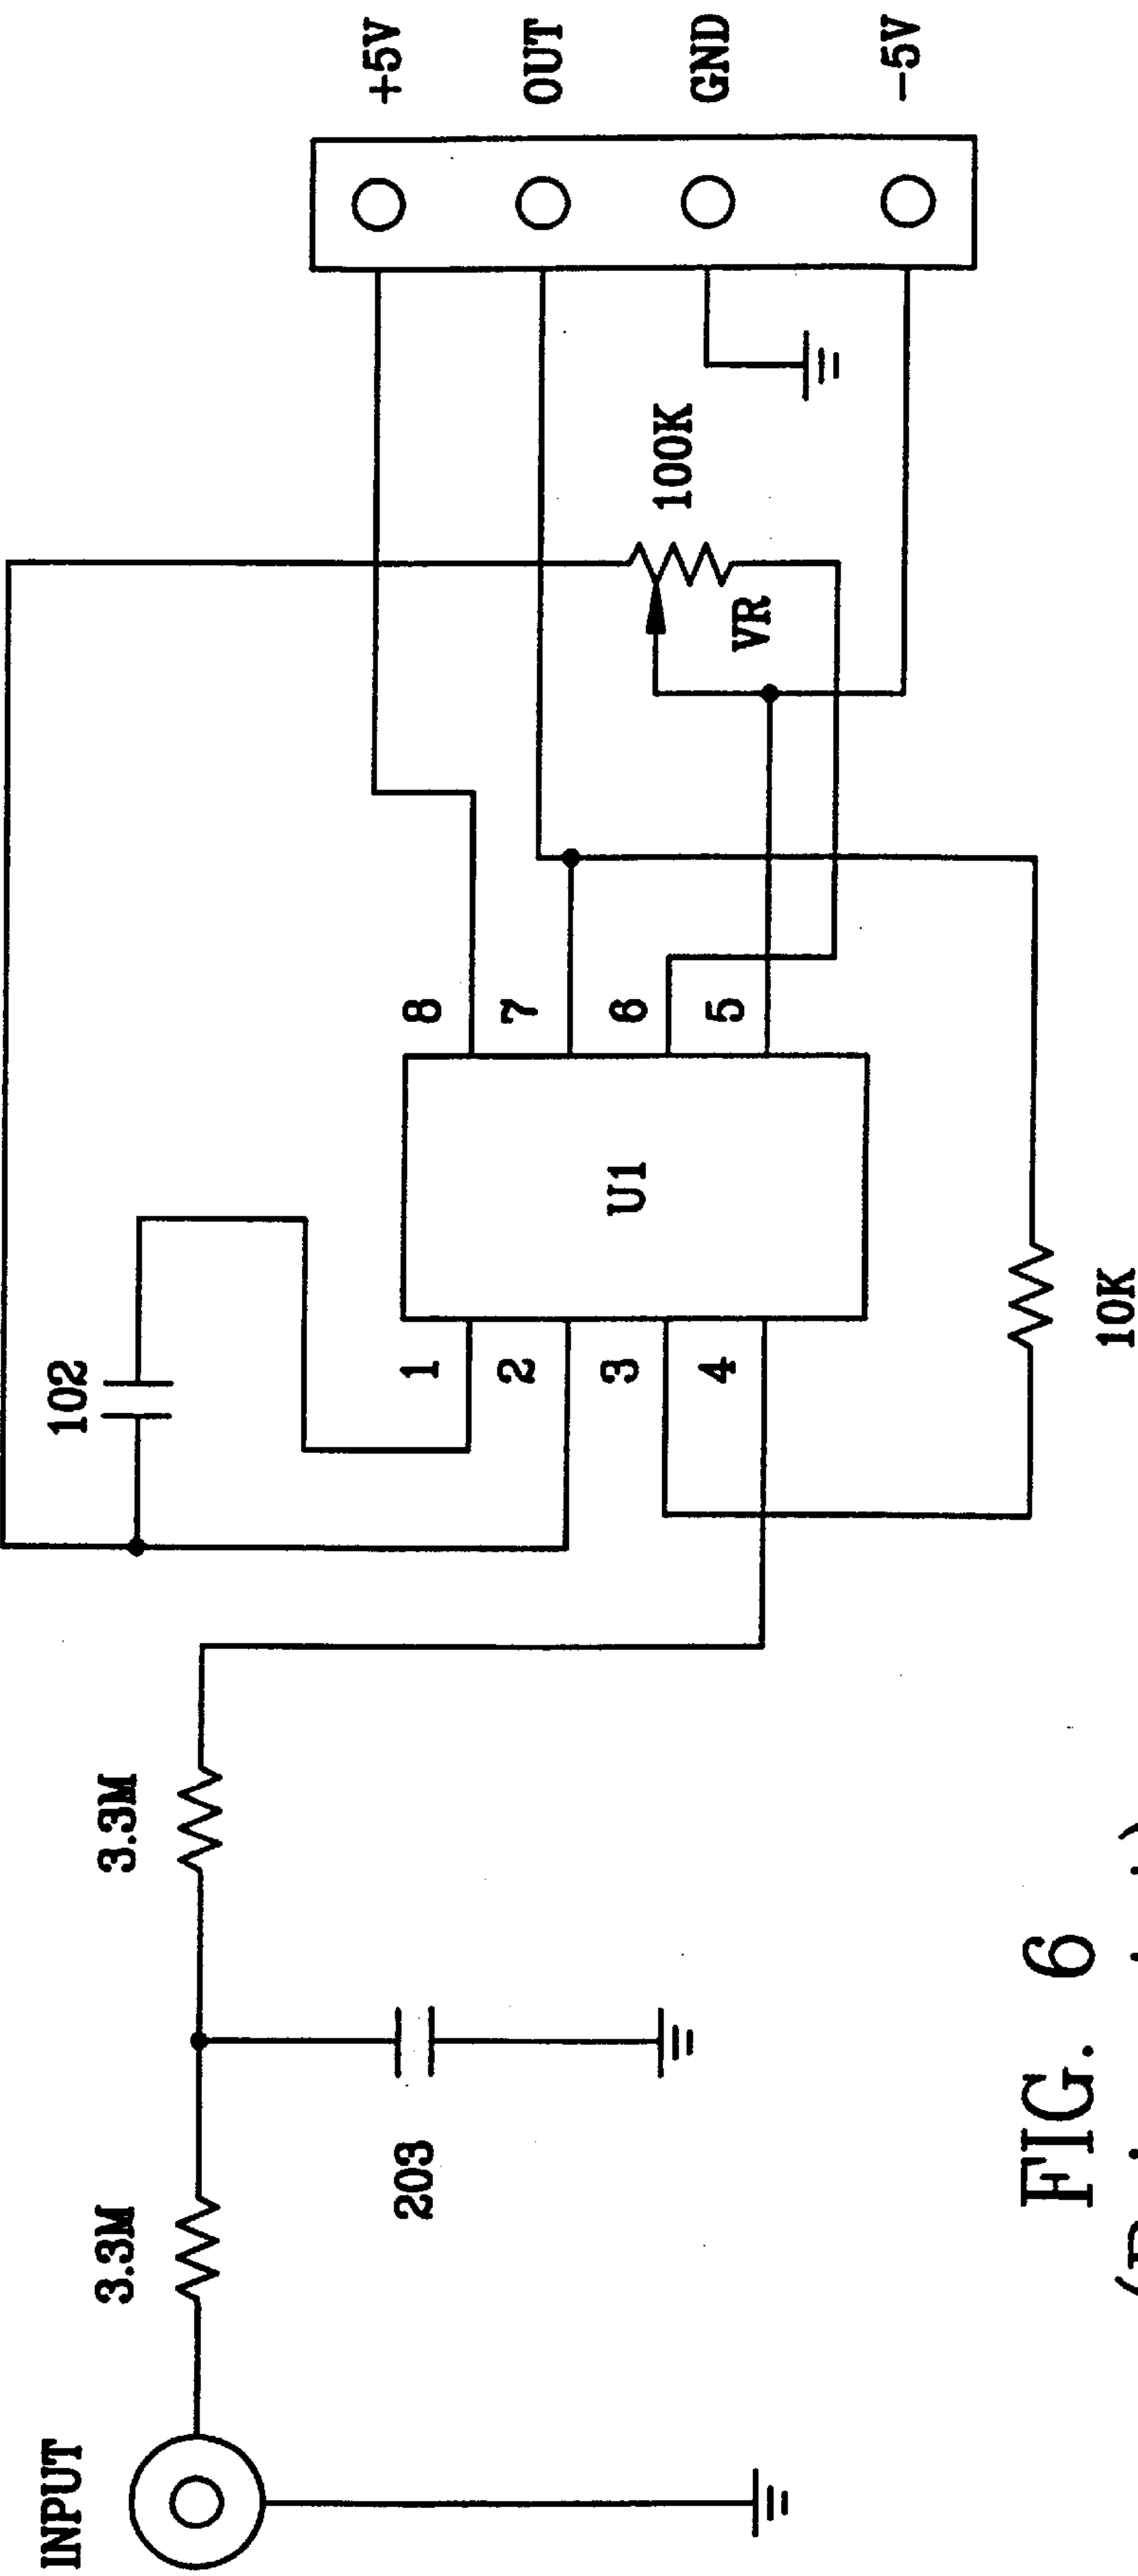 INPUT
3.3M
203
3.3M
102
1
2
3
4
U1
8
7
6
5
10K
VR
100K
+5V
OUT
GND
-5V
FIG. 6